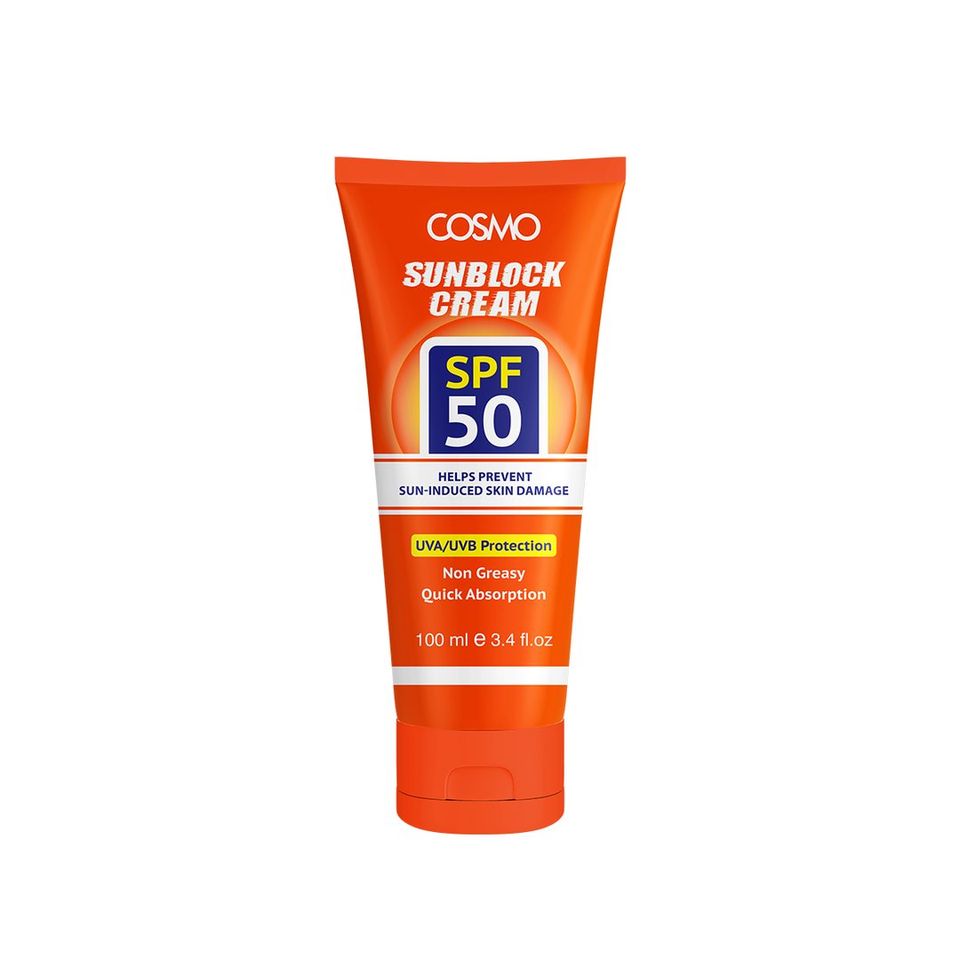 COSMO
SUNBLOCK
CREAM
SPF
50
HELPS PREVENT
SUN-INDUCED SKIN DAMAGE
UVA/UVB Protection
Non Greasy
Quick Absorption
100 ml e 3.4 fl.oz